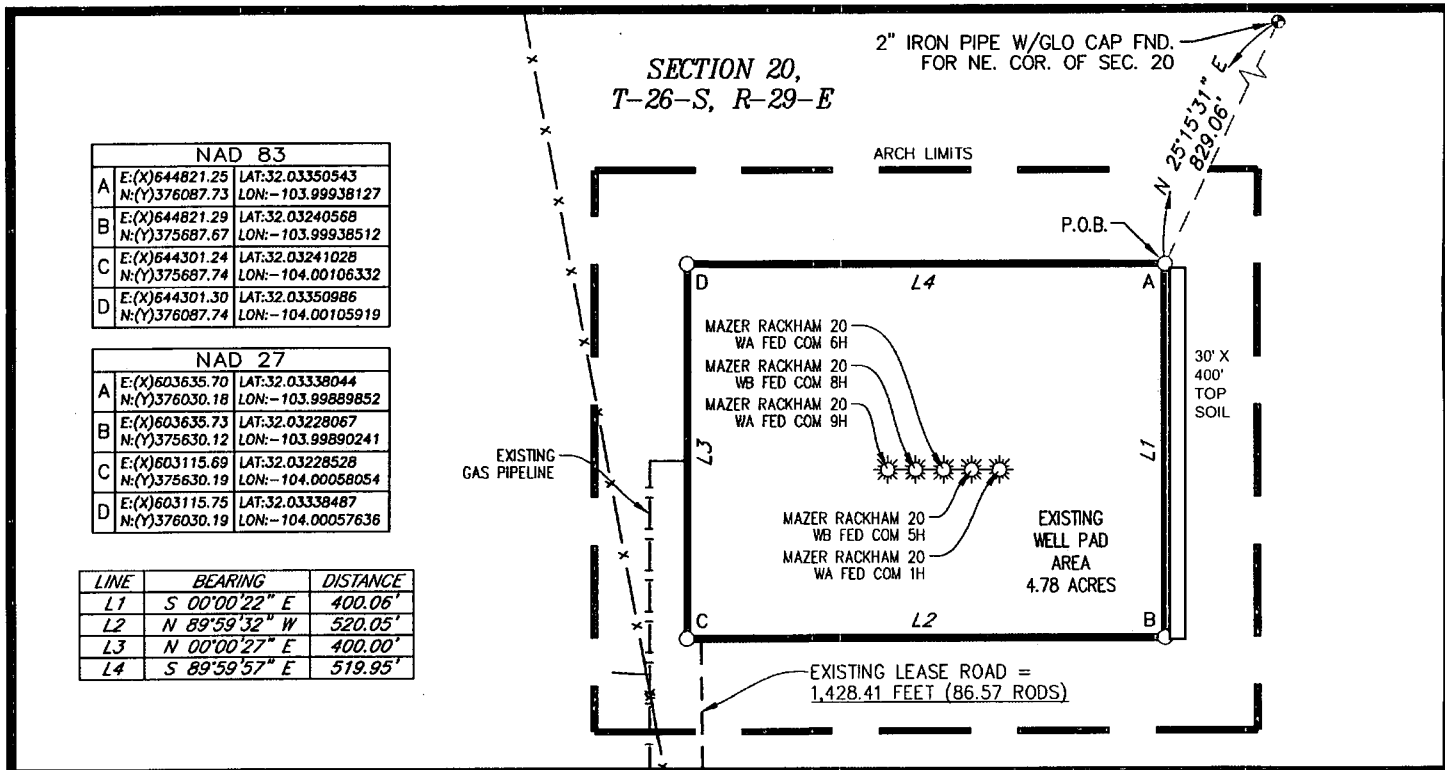 SECTION 20,
T-26-S, R-29-E
2" IRON PIPE W/GLO CAP FND.
FOR NE. COR. OF SEC. 20
N 25°15'31" E
829.06'
ARCH LIMITS
P.O.B.
NAD 83
A E:(X)644821.25 LAT:32.03350543
N:(Y)376087.73 LON:-103.99938127
B E:(X)644821.29 LAT:32.03240568
N:(Y)375687.67 LON:-103.99938512
C E:(X)644301.24 LAT:32.03241028
N:(Y)375687.74 LON:-104.00106332
D E:(X)644301.30 LAT:32.03350986
N:(Y)376087.74 LON:-104.00105919
NAD 27
A E:(X)603635.70 LAT:32.03338044
N:(Y)376030.18 LON:-103.99889852
B E:(X)603635.73 LAT:32.03228067
N:(Y)375630.12 LON:-103.99890241
C E:(X)603115.69 LAT:32.03228528
N:(Y)375630.19 LON:-104.00058054
D E:(X)603115.75 LAT:32.03338487
N:(Y)376030.19 LON:-104.00057636
LINE BEARING DISTANCE
L1 S 00°00'22" E 400.06'
L2 N 89°59'32" W 520.05'
L3 N 00°00'27" E 400.00'
L4 S 89°59'57" E 519.95'
D
L4
A
MAZER RACKHAM 20
WA FED COM 6H
MAZER RACKHAM 20
WB FED COM 8H
MAZER RACKHAM 20
WA FED COM 9H
30' X
400'
TOP
SOIL
L3
L1
EXISTING
GAS PIPELINE
MAZER RACKHAM 20
WB FED COM 5H
MAZER RACKHAM 20
WA FED COM 1H
EXISTING
WELL PAD
AREA
4.78 ACRES
C
L2
B
EXISTING LEASE ROAD =
1,428.41 FEET (86.57 RODS)